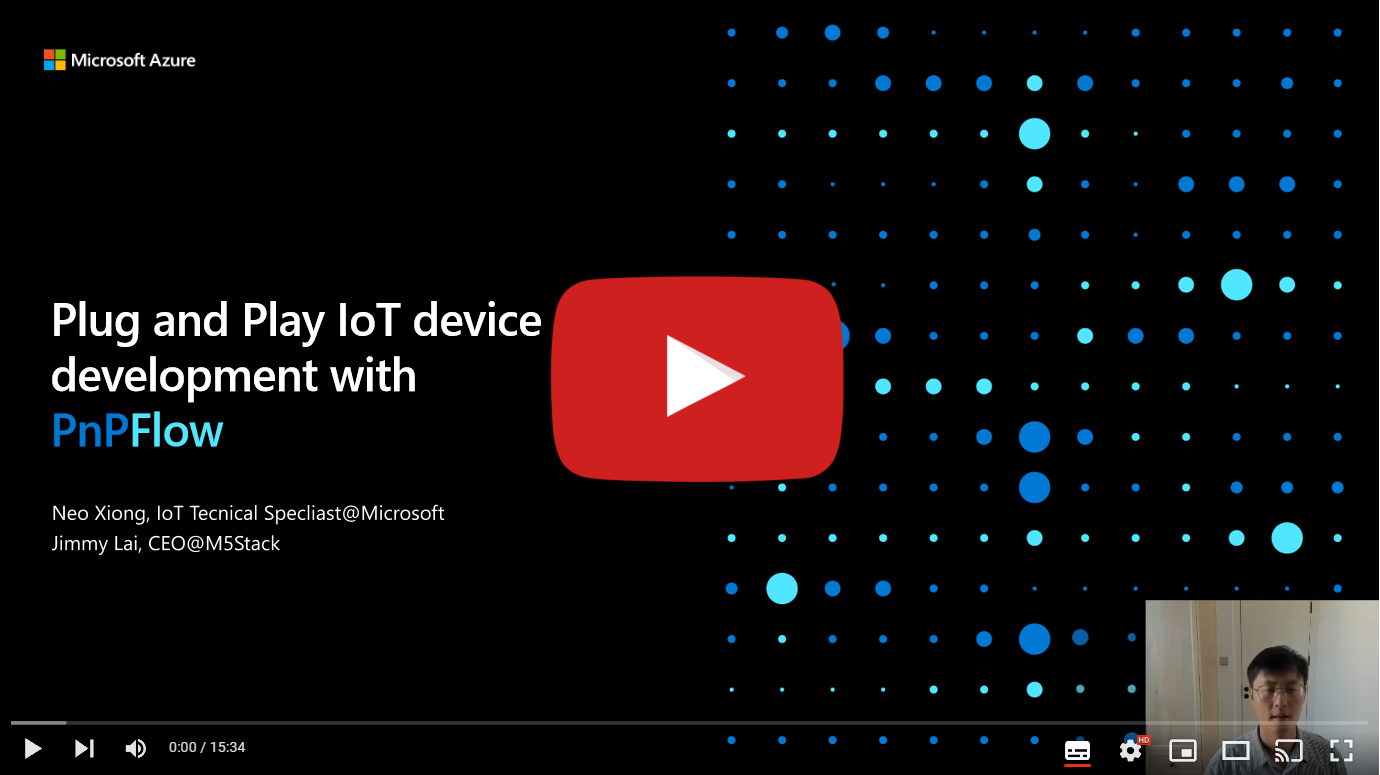 Microsoft Azure
Plug and Play IoT device
development with
PnPFlow
Neo Xiong, IoT Tecnical Specliast@Microsoft
Jimmy Lai, CEO@M5Stack
0:00 / 15:34
HD